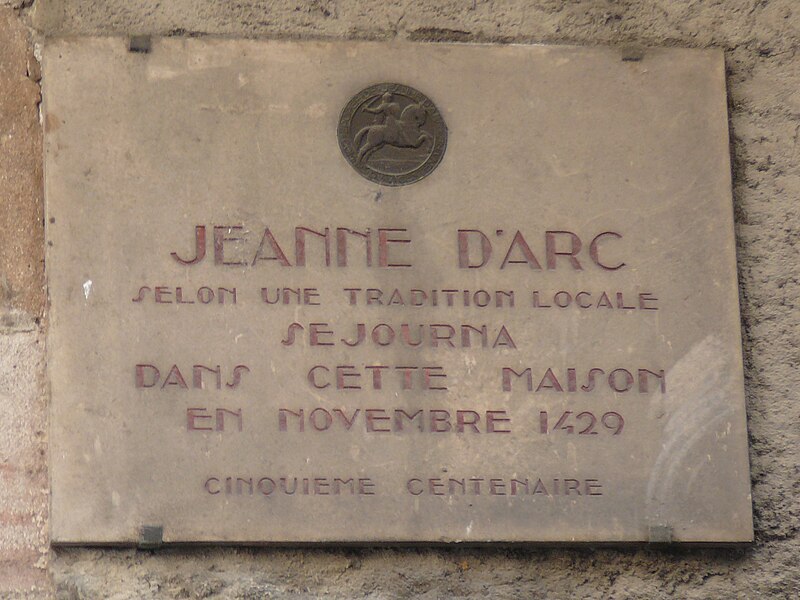 JEANNE D'ARC
SELON UNE TRADITION LOCALE
SEJOURNA
DANS CETTE MAISON
EN NOVEMBRE 1429
CINQUIEME CENTENAIRE